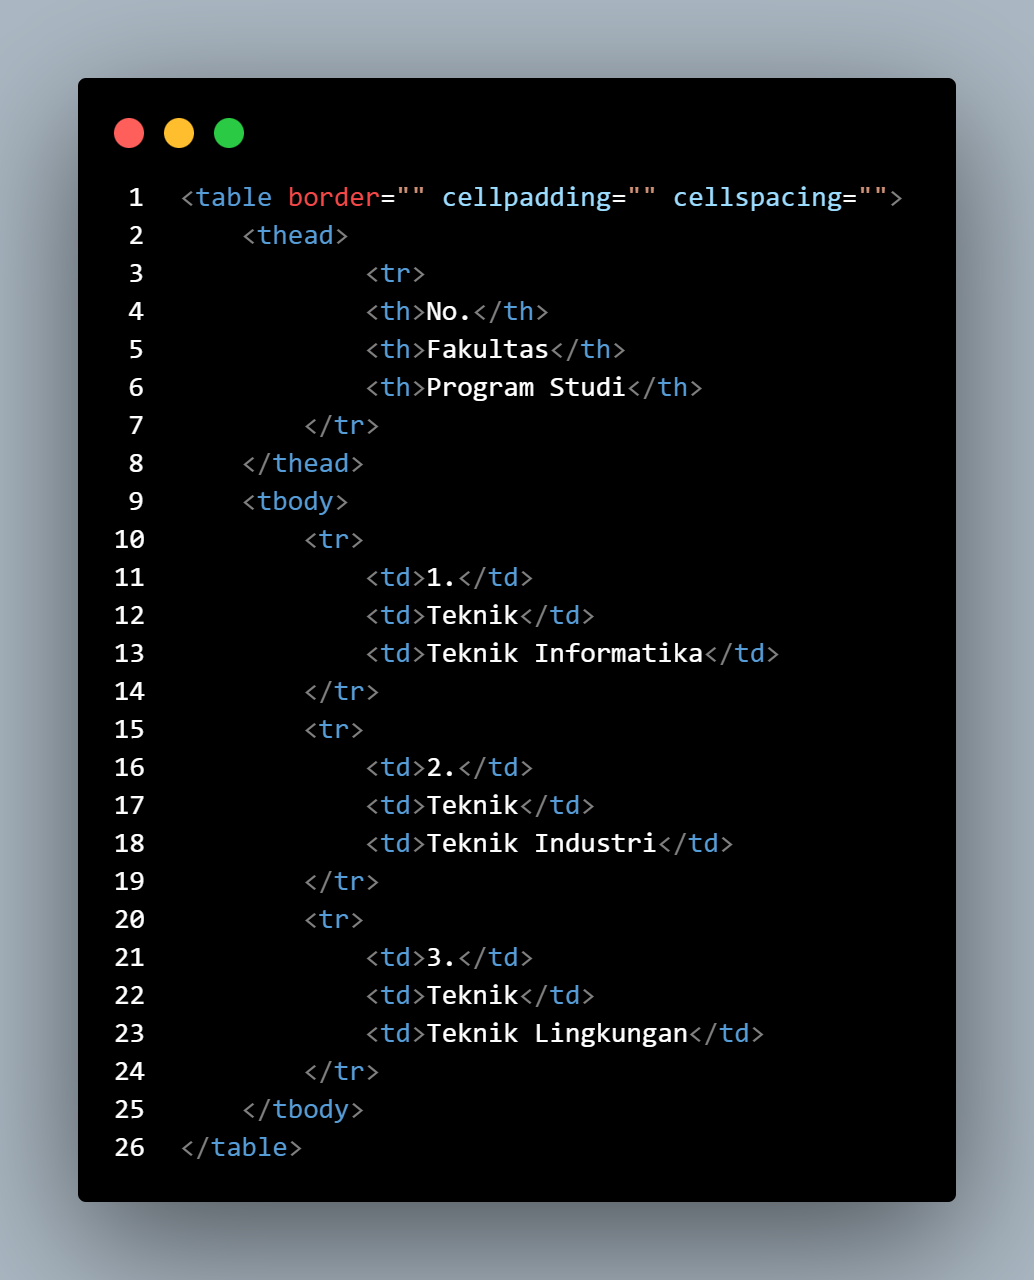 1 <table border="" cellpadding="" cellspacing="">
2     <thead>
3             <tr>
4             <th>No.</th>
5             <th>Fakultas</th>
6             <th>Program Studi</th>
7         </tr>
8     </thead>
9     <tbody>
10         <tr>
11             <td>1.</td>
12             <td>Teknik</td>
13             <td>Teknik Informatika</td>
14         </tr>
15         <tr>
16             <td>2.</td>
17             <td>Teknik</td>
18             <td>Teknik Industri</td>
19         </tr>
20         <tr>
21             <td>3.</td>
22             <td>Teknik</td>
23             <td>Teknik Lingkungan</td>
24         </tr>
25     </tbody>
26 </table>